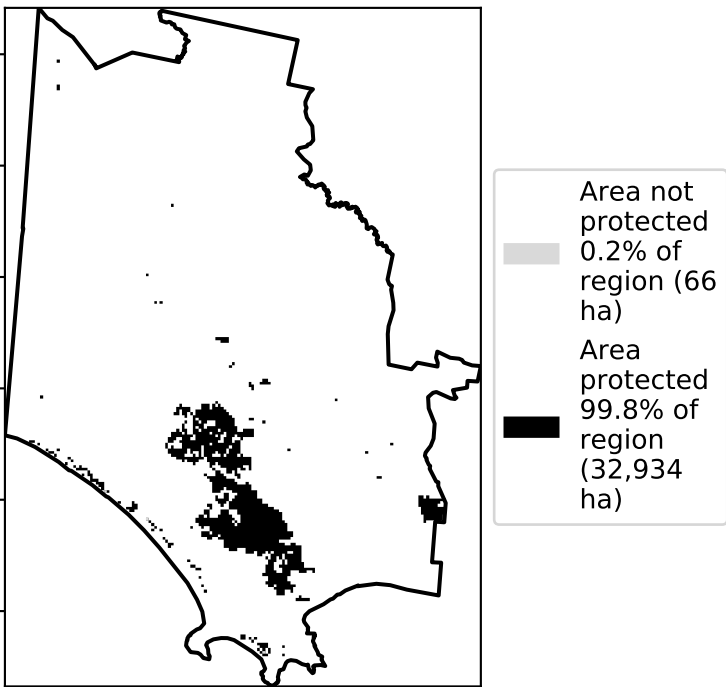 Area not
protected
0.2% of
region (66
ha)
Area
protected
99.8% of
region
(32,934
ha)